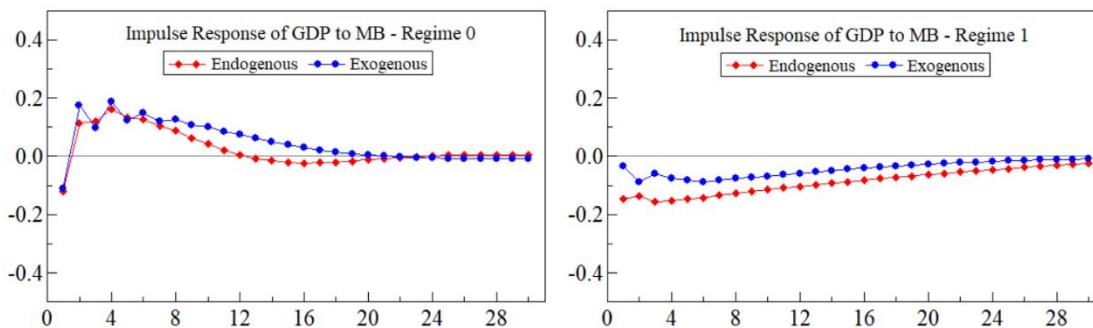 Impulse Response of GDP to MB - Regime 0
Endogenous Exogenous
0.4
0.2
0.0
-0.2
-0.4
0 4 8 12 16 20 24 28
Impulse Response of GDP to MB - Regime 1
Endogenous Exogenous
0.4
0.2
0.0
-0.2
-0.4
0 4 8 12 16 20 24 28